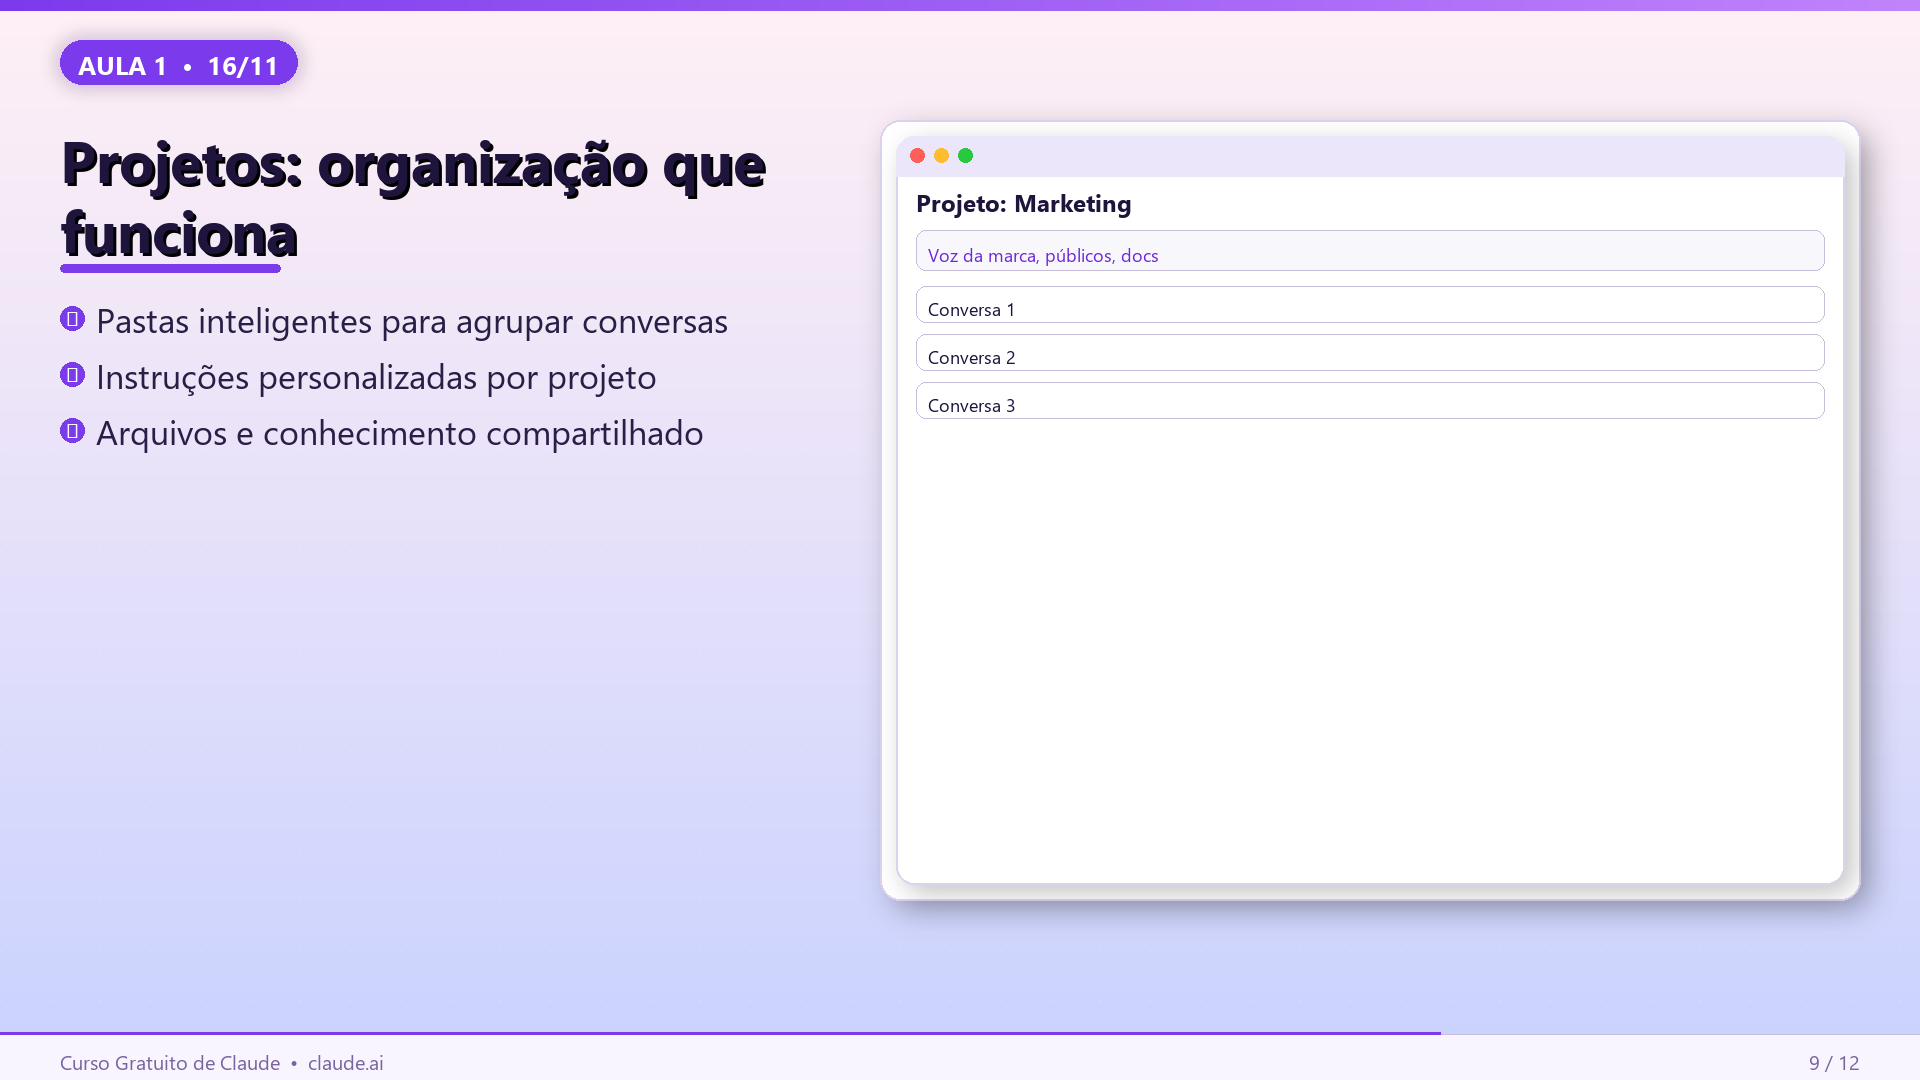 AULA 1 • 16/11
Projetos: organização que
funciona
Pastas inteligentes para agrupar conversas
Instruções personalizadas por projeto
Arquivos e conhecimento compartilhado
Projeto: Marketing
Voz da marca, públicos, docs
Conversa 1
Conversa 2
Conversa 3
Curso Gratuito de Claude • claude.ai
9 / 12